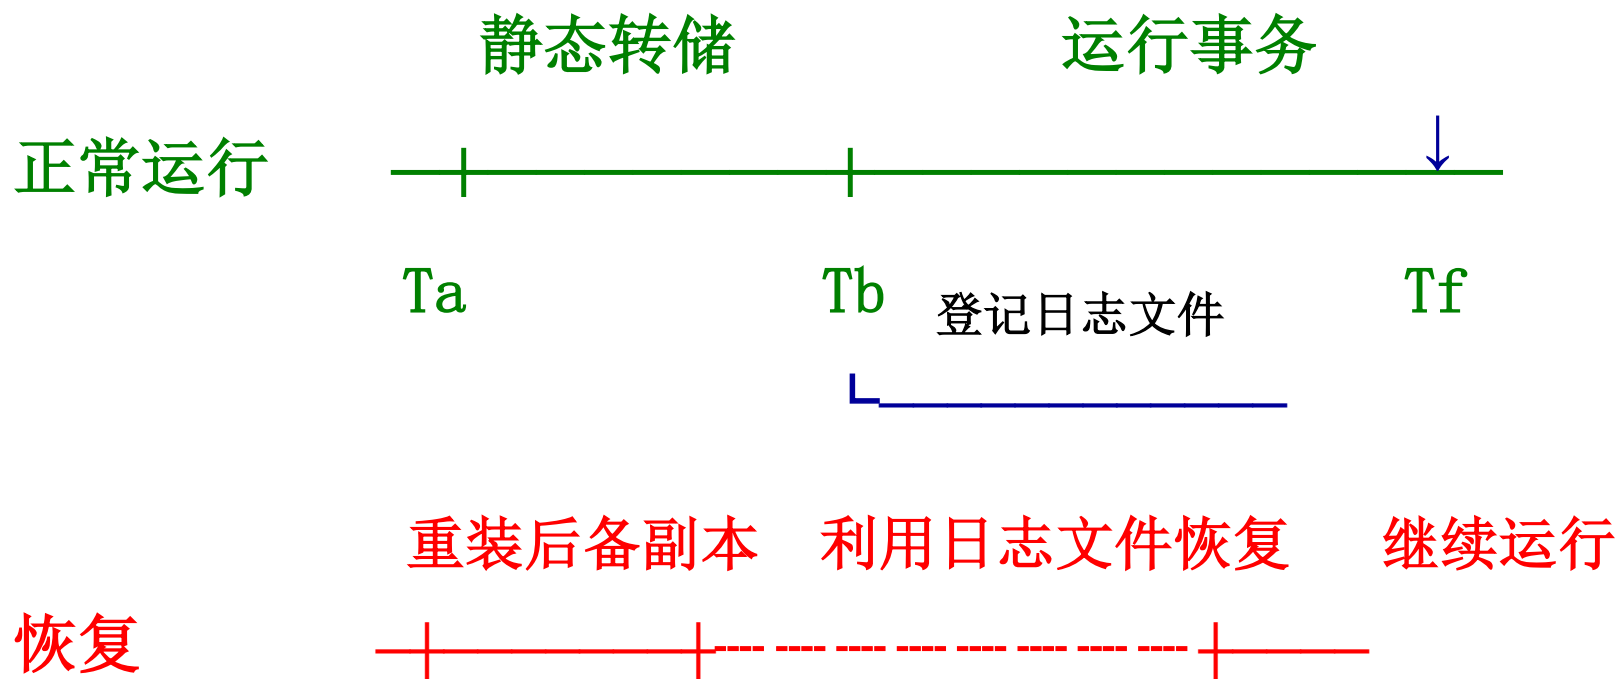 静态转储 运行事务
正常运行 ↓
Ta Tb Tf
登记日志文件
重装后备副本 利用日志文件恢复 继续运行
恢复